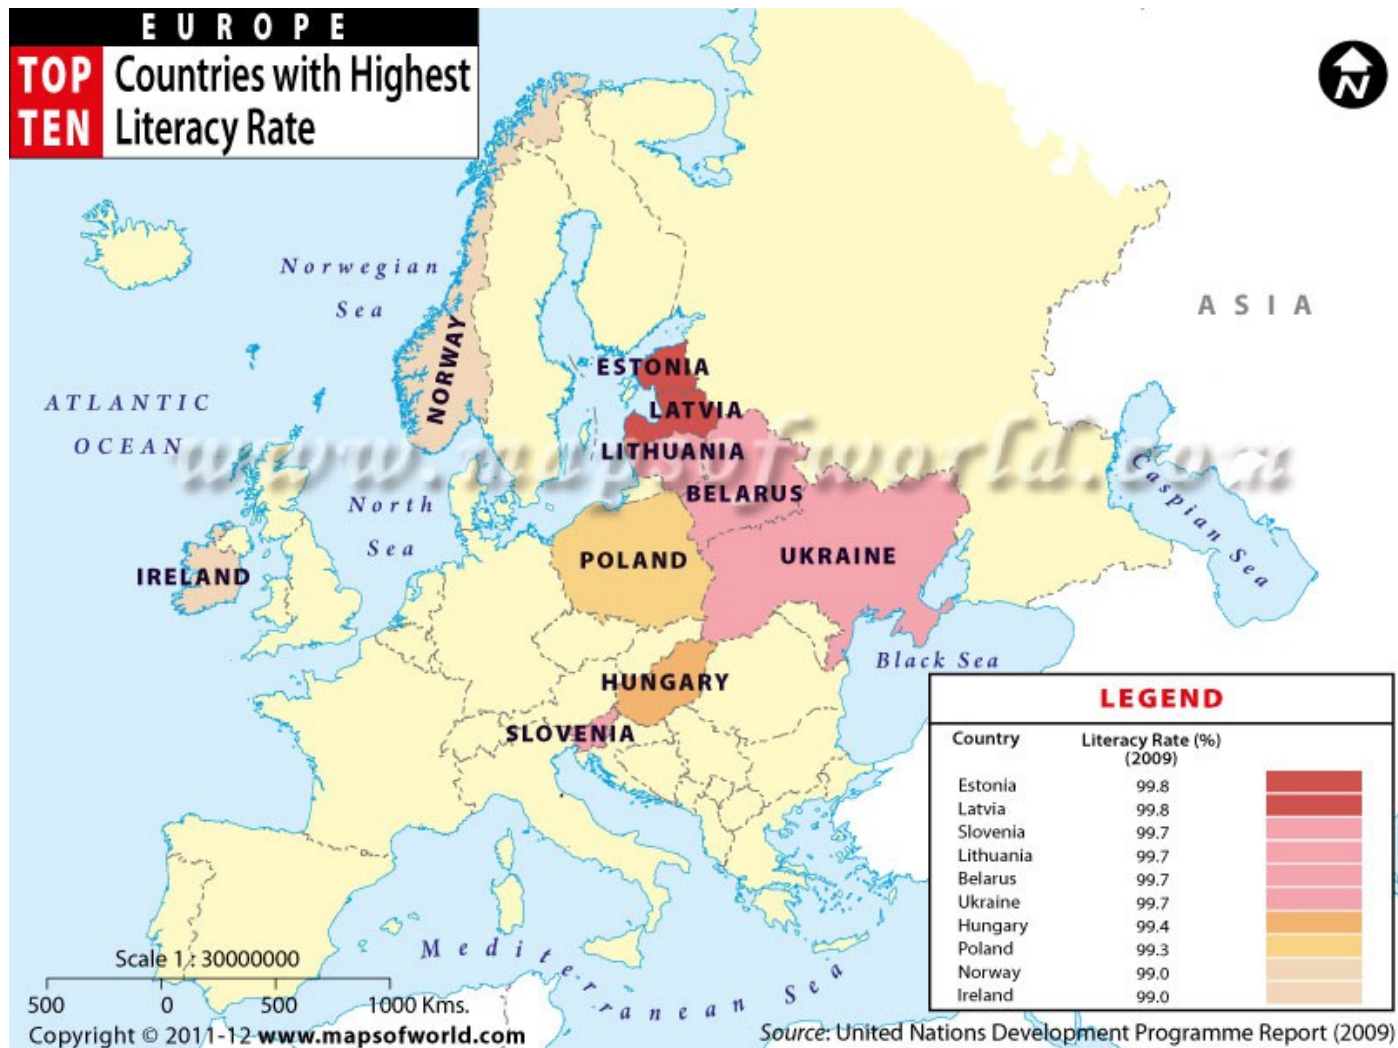 EUROPE
TOP TEN
Countries with Highest
Literacy Rate
N
Norwegian
Sea
ASIA
NORWAY
ESTONIA
ATLANTIC
OCEAN
LATVIA
www.mapsofworld.com
LITHUANIA
BELARUS
Caspian Sea
North
Sea
UKRAINE
POLAND
IRELAND
Black Sea
HUNGARY
SLOVENIA
LEGEND
Country Literacy Rate (%)
(2009)
Estonia 99.8
Latvia 99.8
Slovenia 99.7
Lithuania 99.7
Belarus 99.7
Ukraine 99.7
Hungary 99.4
Poland 99.3
Norway 99.0
Ireland 99.0
Mediterranean Sea
Scale 1 : 30000000
500 0 500 1000 Kms.
Copyright © 2011-12 www.mapsofworld.com
Source: United Nations Development Programme Report (2009)